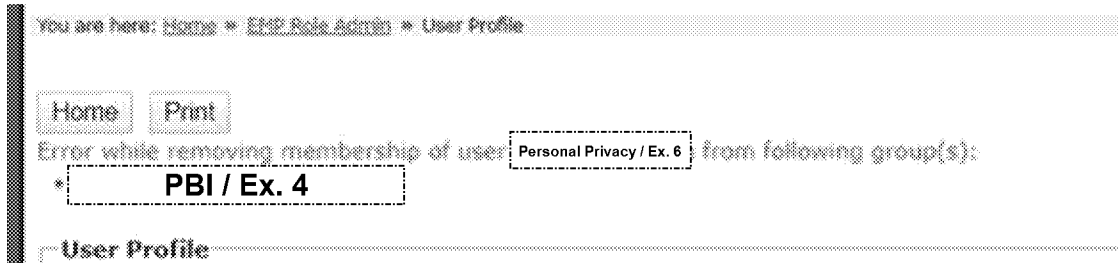 You are here: Home » EMP Role Admin » User Profile
Home Print
Error while removing membership of user Personal Privacy / Ex. 6 from following group(s):
* PBI / Ex. 4
User Profile